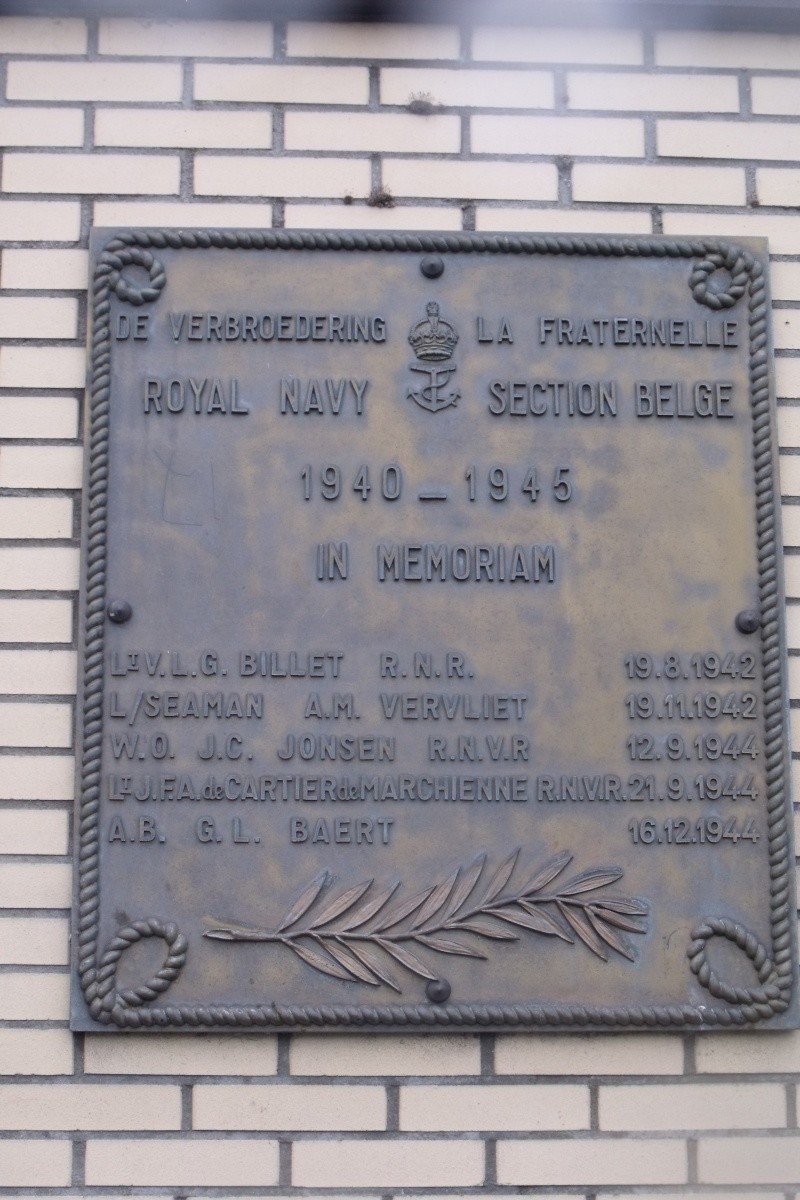 DE VERBROEDERING LA FRATERNELLE
ROYAL NAVY SECTION BELGE
1940 – 1945
IN MEMORIAM
LT V.L.G. BILLET R.N.R. 19.8.1942
L/SEAMAN A.M. VERVLIET 19.11.1942
W.O. J.C. JONSEN R.N.V.R 12.9.1944
LT J.F.A. de CARTIER de MARCHIENNE R.N.V.R. 21.9.1944
A.B. G.L. BAERT 16.12.1944